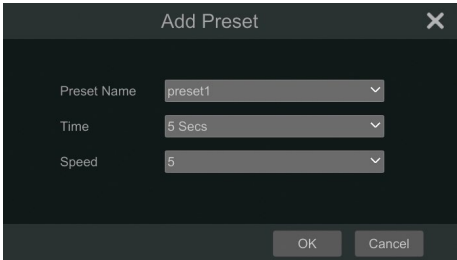 Add Preset
Preset Name preset1
Time 5 Secs
Speed 5
OK Cancel